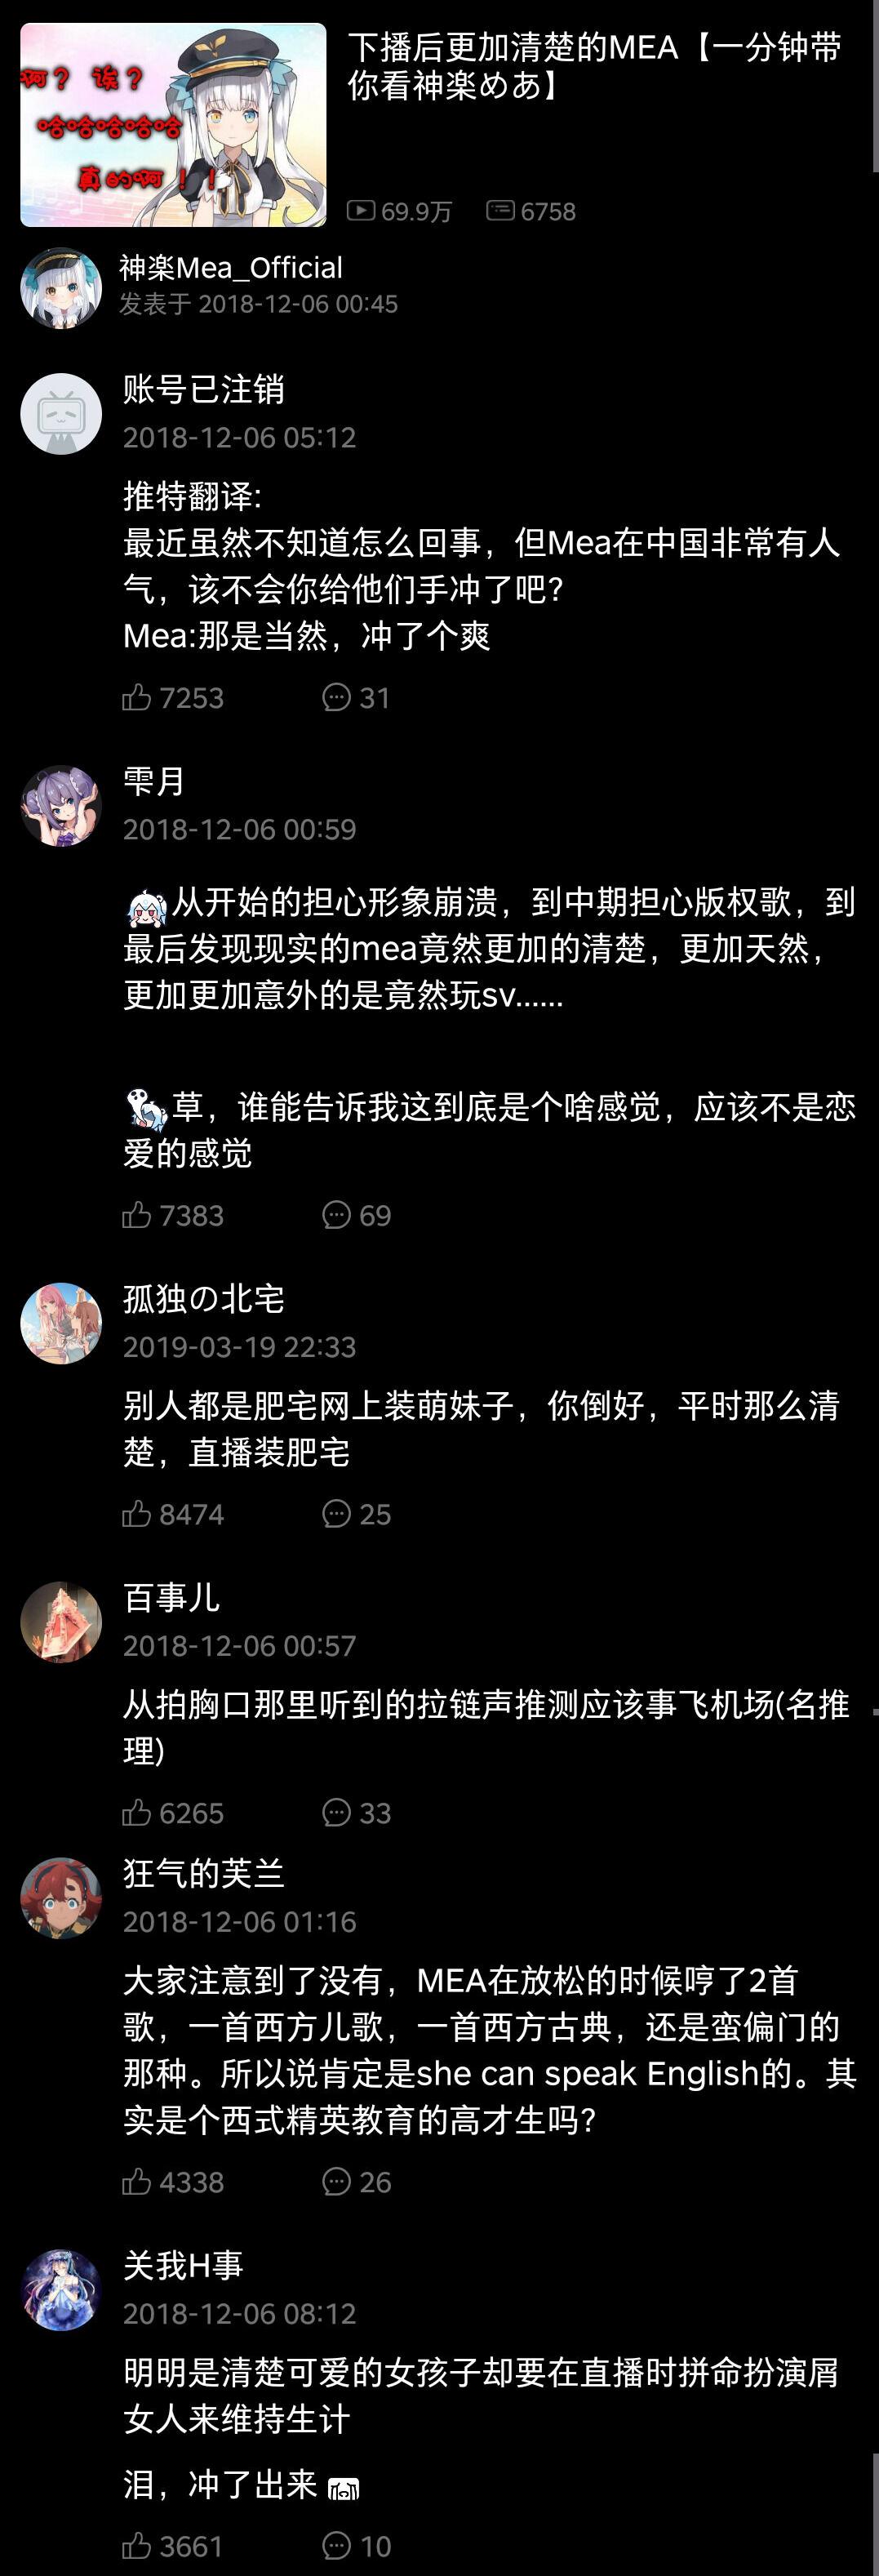 啊？ 诶？
哈哈哈哈哈
真的啊！！
下播后更加清楚的MEA【一分钟带
你看神楽めあ】
69.9万 6758
神楽Mea_Official
发表于 2018-12-06 00:45
账号已注销
2018-12-06 05:12
推特翻译:
最近虽然不知道怎么回事，但Mea在中国非常有人
气，该不会你给他们手冲了吧?
Mea:那是当然，冲了个爽
7253 31
雫月
2018-12-06 00:59
从开始的担心形象崩溃，到中期担心版权歌，到
最后发现现实的mea竟然更加的清楚，更加天然，
更加更加意外的是竟然玩sv......
草，谁能告诉我这到底是个啥感觉，应该不是恋
爱的感觉
7383 69
孤独の北宅
2019-03-19 22:33
别人都是肥宅网上装萌妹子，你倒好，平时那么清
楚，直播装肥宅
8474 25
百事儿
2018-12-06 00:57
从拍胸口那里听到的拉链声推测应该事飞机场(名推
理)
6265 33
狂气的芙兰
2018-12-06 01:16
大家注意到了没有，MEA在放松的时候哼了2首
歌，一首西方儿歌，一首西方古典，还是蛮偏门的
那种。所以说肯定是she can speak English的。其
实是个西式精英教育的高才生吗?
4338 26
关我H事
2018-12-06 08:12
明明是清楚可爱的女孩子却要在直播时拼命扮演屑
女人来维持生计
泪，冲了出来
3661 10